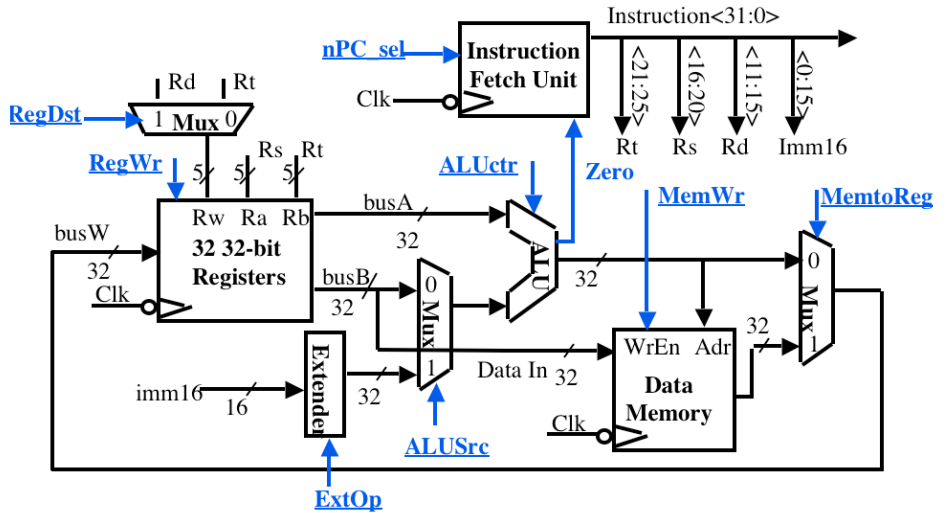 Instruction<31:0>
nPC_sel
Instruction
Fetch Unit
Clk
<21:25>
<16:20>
<11:15>
<0:15>
Rt
Rs
Rd
Imm16
Rd
Rt
RegDst
1 Mux 0
RegWr
5
5
5
Rs
Rt
ALUctr
Zero
MemWr
MemtoReg
Rw Ra Rb
busW
32
32 32-bit
Registers
Clk
busA
32
busB
32
0
Mux
1
ALU
32
0
Mux
1
imm16
16
Extender
32
Data In
32
WrEn Adr
Data
Memory
Clk
32
ALUSrc
ExtOp